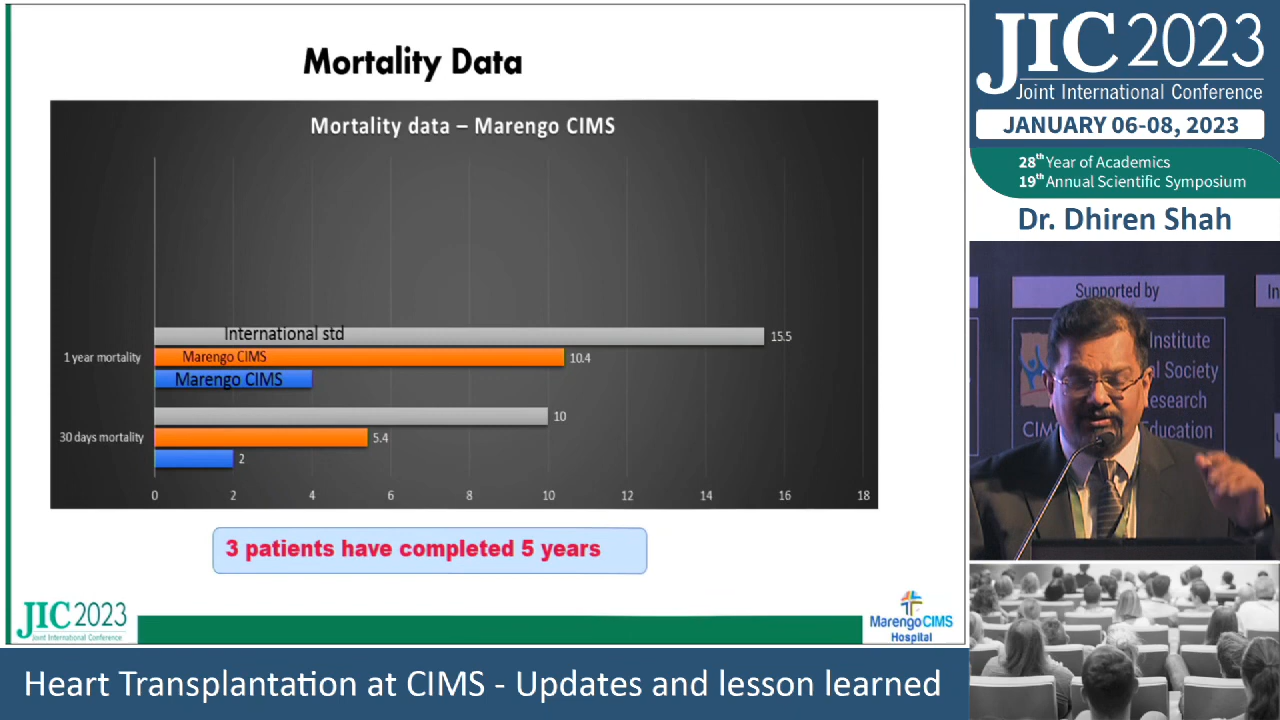 Mortality Data
Mortality data – Marengo CIMS
International std
15.5
1 year mortality
Marengo CIMS
10.4
Marengo CIMS
10
30 days mortality
5.4
2
0 2 4 6 8 10 12 14 16 18
3 patients have completed 5 years
JIC 2023
Joint International Conference
MarengoCIMS
Hospital
JIC 2023
Joint International Conference
JANUARY 06-08, 2023
28th Year of Academics
19th Annual Scientific Symposium
Dr. Dhiren Shah
Supported by
In
Institute
al Society
esearch
CIM
Education
Heart Transplantation at CIMS - Updates and lesson learned